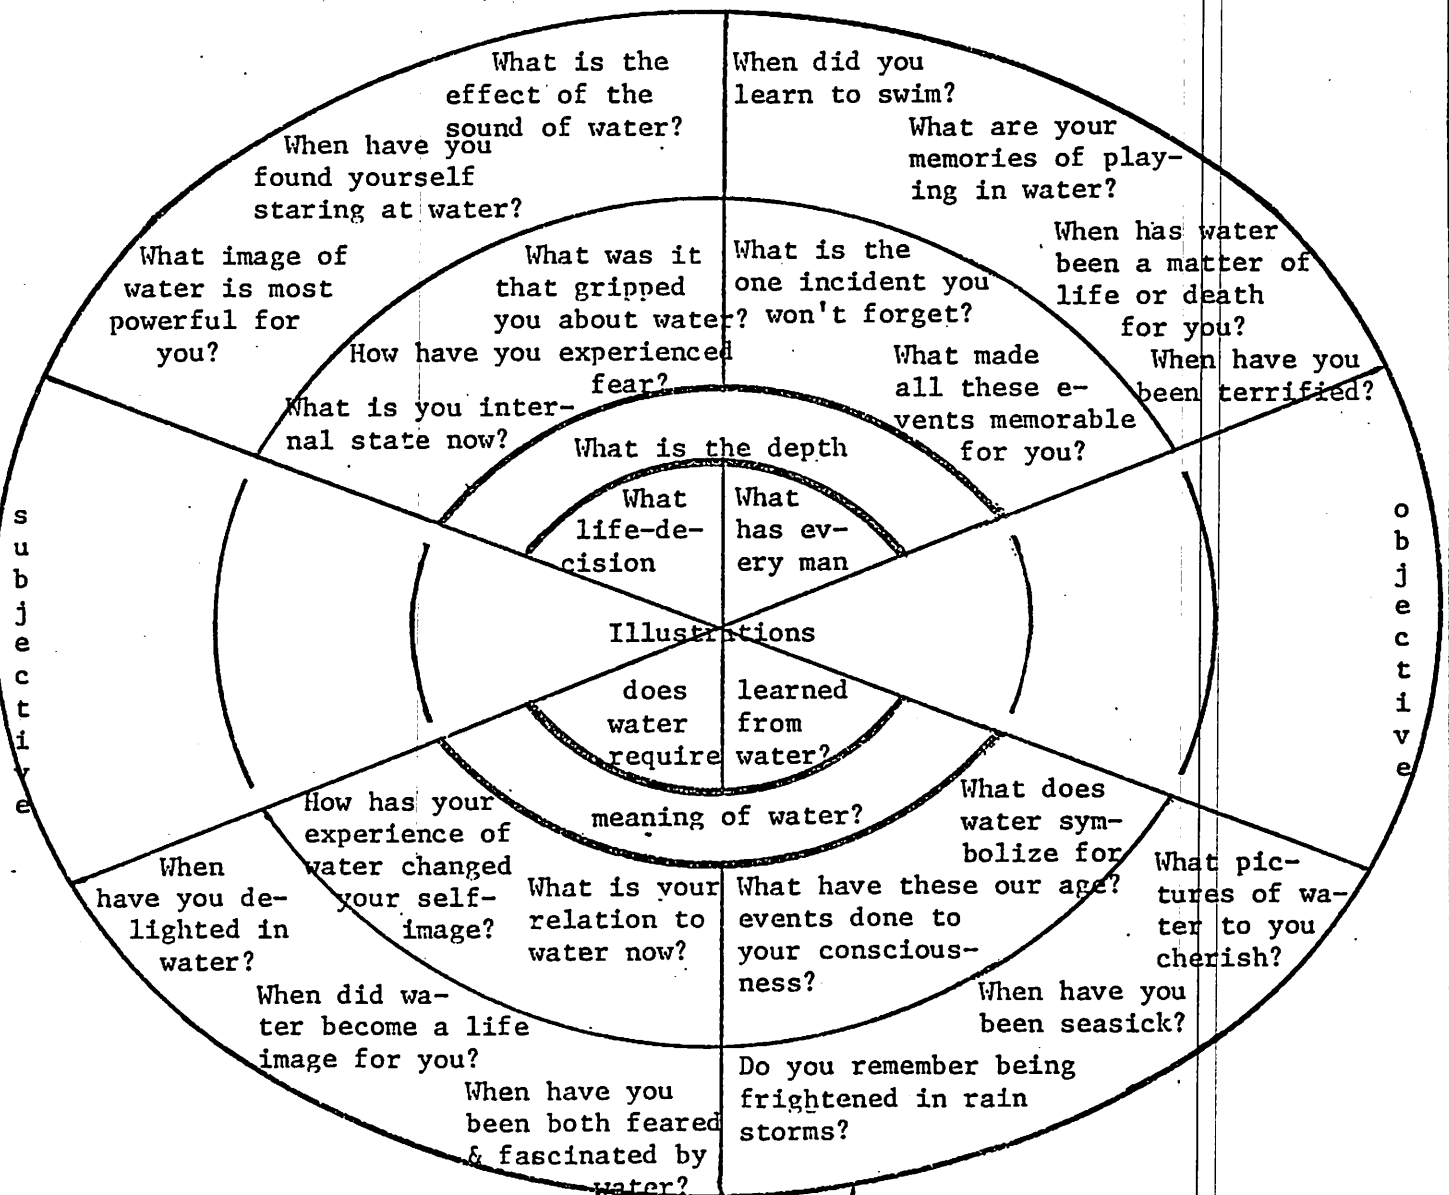 What is the
effect of the
sound of water?
When have you
found yourself
staring at water?
What image of
water is most
powerful for
you?
When did you
learn to swim?
What are your
memories of play-
ing in water?
When has water
been a matter of
life or death
for you?
When have you
been terrified?
What was it
that gripped
you about water?
How have you experienced
fear?
What is you inter-
nal state now?
What is the
one incident you
won't forget?
What made
all these e-
vents memorable
for you?
What is the depth
What
life-de-
cision
What
has ev-
ery man
subjective
Illustrations
objective
does
water
require
learned
from
water?
meaning of water?
How has your
experience of
water changed
your self-
image?
What is your
relation to
water now?
What have these
events done to
your conscious-
ness?
What does
water sym-
bolize for
our age?
When
have you de-
lighted in
water?
When did wa-
ter become a life
image for you?
When have you
been both feared
& fascinated by
water?
What pic-
tures of wa-
ter to you
cherish?
When have you
been seasick?
Do you remember being
frightened in rain
storms?